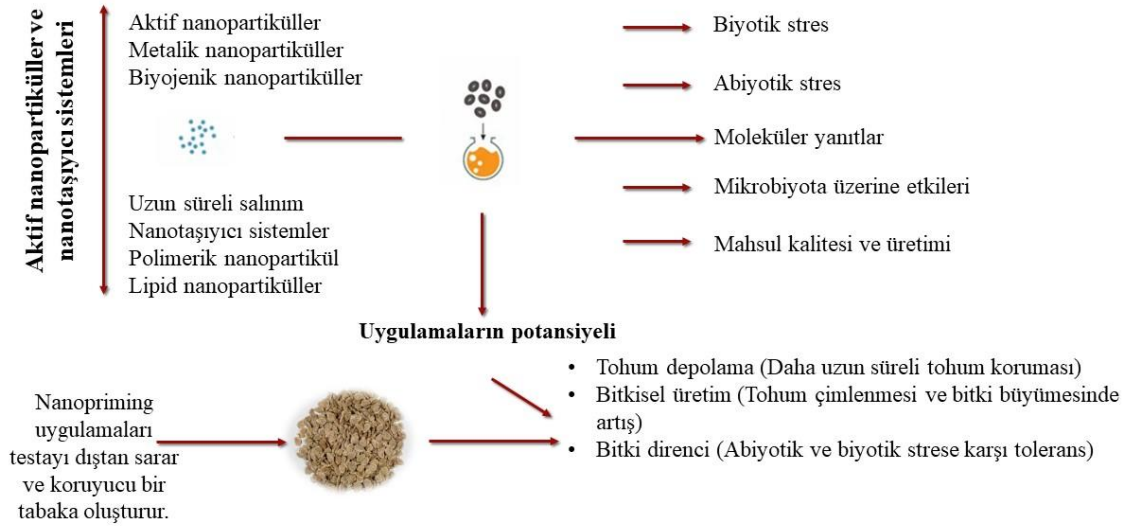 Aktif nanopartiküller ve
nanotaşıyıcı sistemleri
Aktif nanopartiküller
Metalik nanopartiküller
Biyojenik nanopartiküller
Uzun süreli salınım
Nanotaşıyıcı sistemler
Polimerik nanopartikül
Lipid nanopartiküller
Biyotik stres
Abiyotik stres
Moleküler yanıtlar
Mikrobiyota üzerine etkileri
Mahsul kalitesi ve üretimi
Uygulamaların potansiyeli
• Tohum depolama (Daha uzun süreli tohum koruması)
• Bitkisel üretim (Tohum çimlenmesi ve bitki büyümesinde
artış)
• Bitki direnci (Abiyotik ve biyotik strese karşı tolerans)
Nanopriming
uygulamaları
testayı dıştan sarar
ve koruyucu bir
tabaka oluşturur.